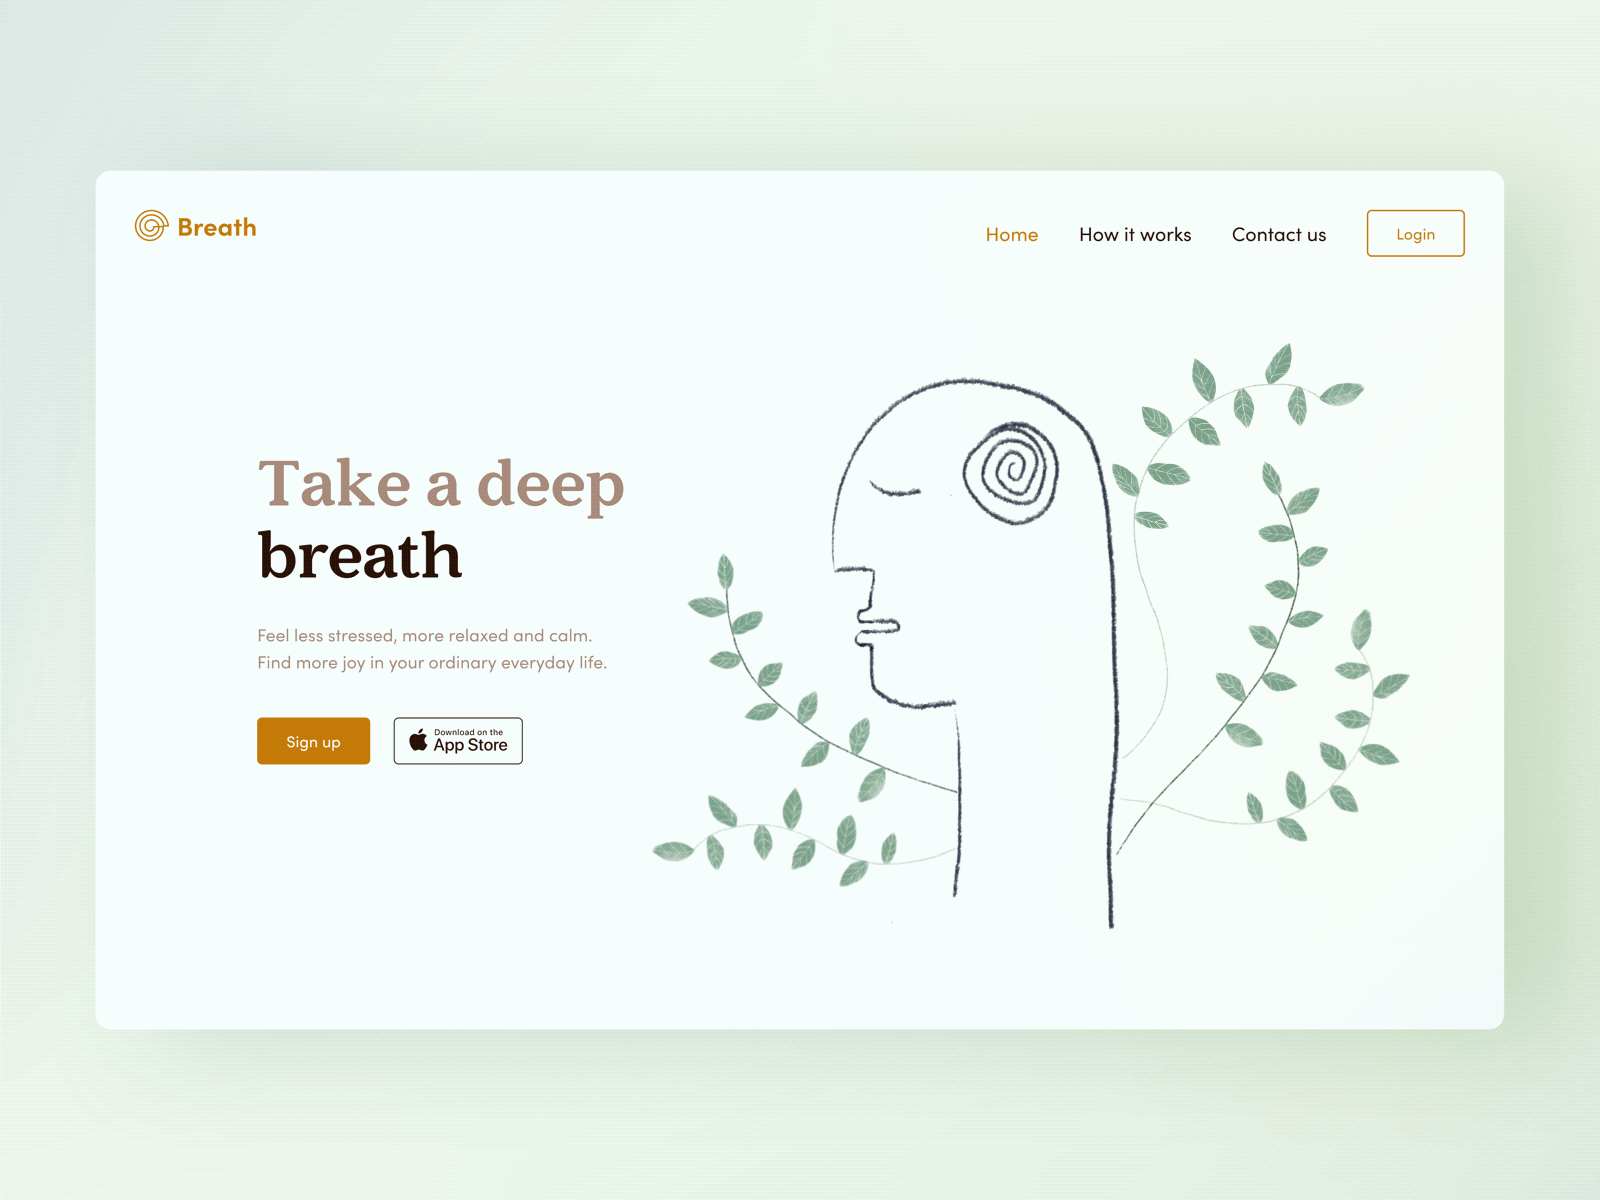 Breath
Home
How it works
Contact us
Login
Take a deep
breath
Feel less stressed, more relaxed and calm.
Find more joy in your ordinary everyday life.
Sign up
Download on the
App Store